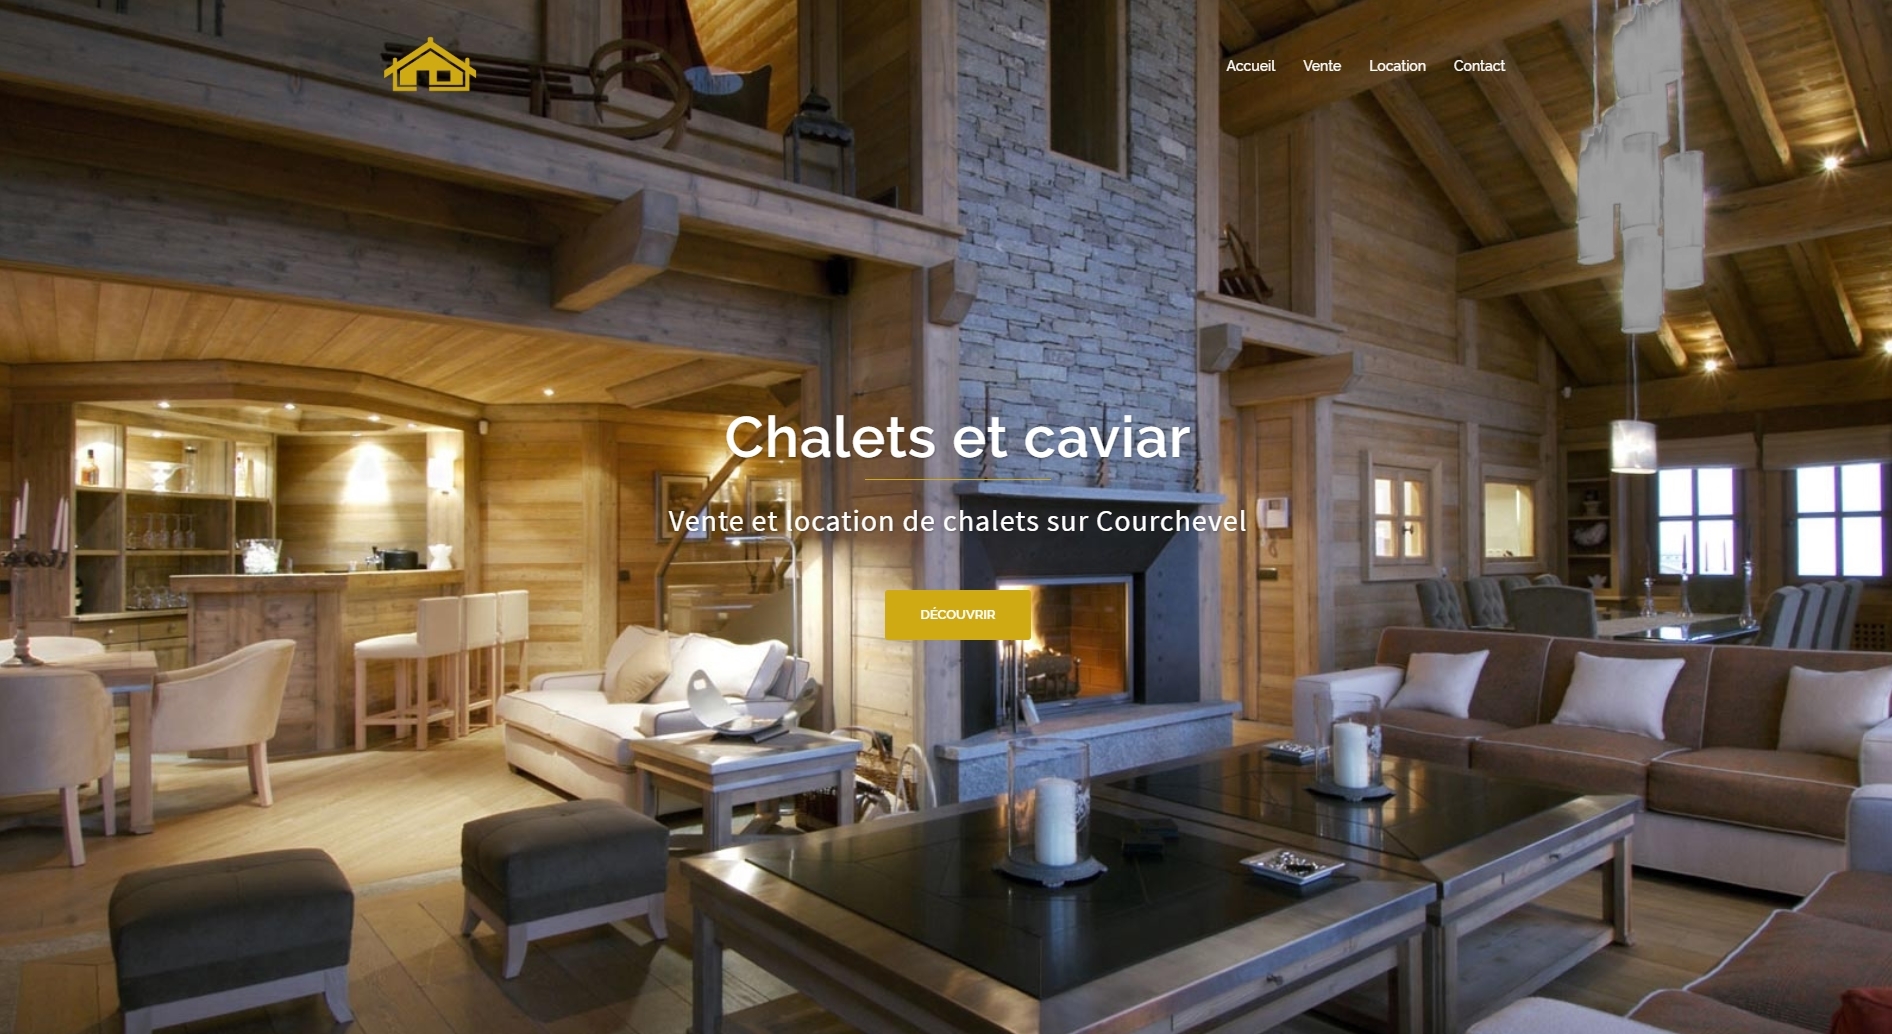 Accueil Vente Location Contact
Chalets et caviar
Vente et location de chalets sur Courchevel
DÉCOUVRIR